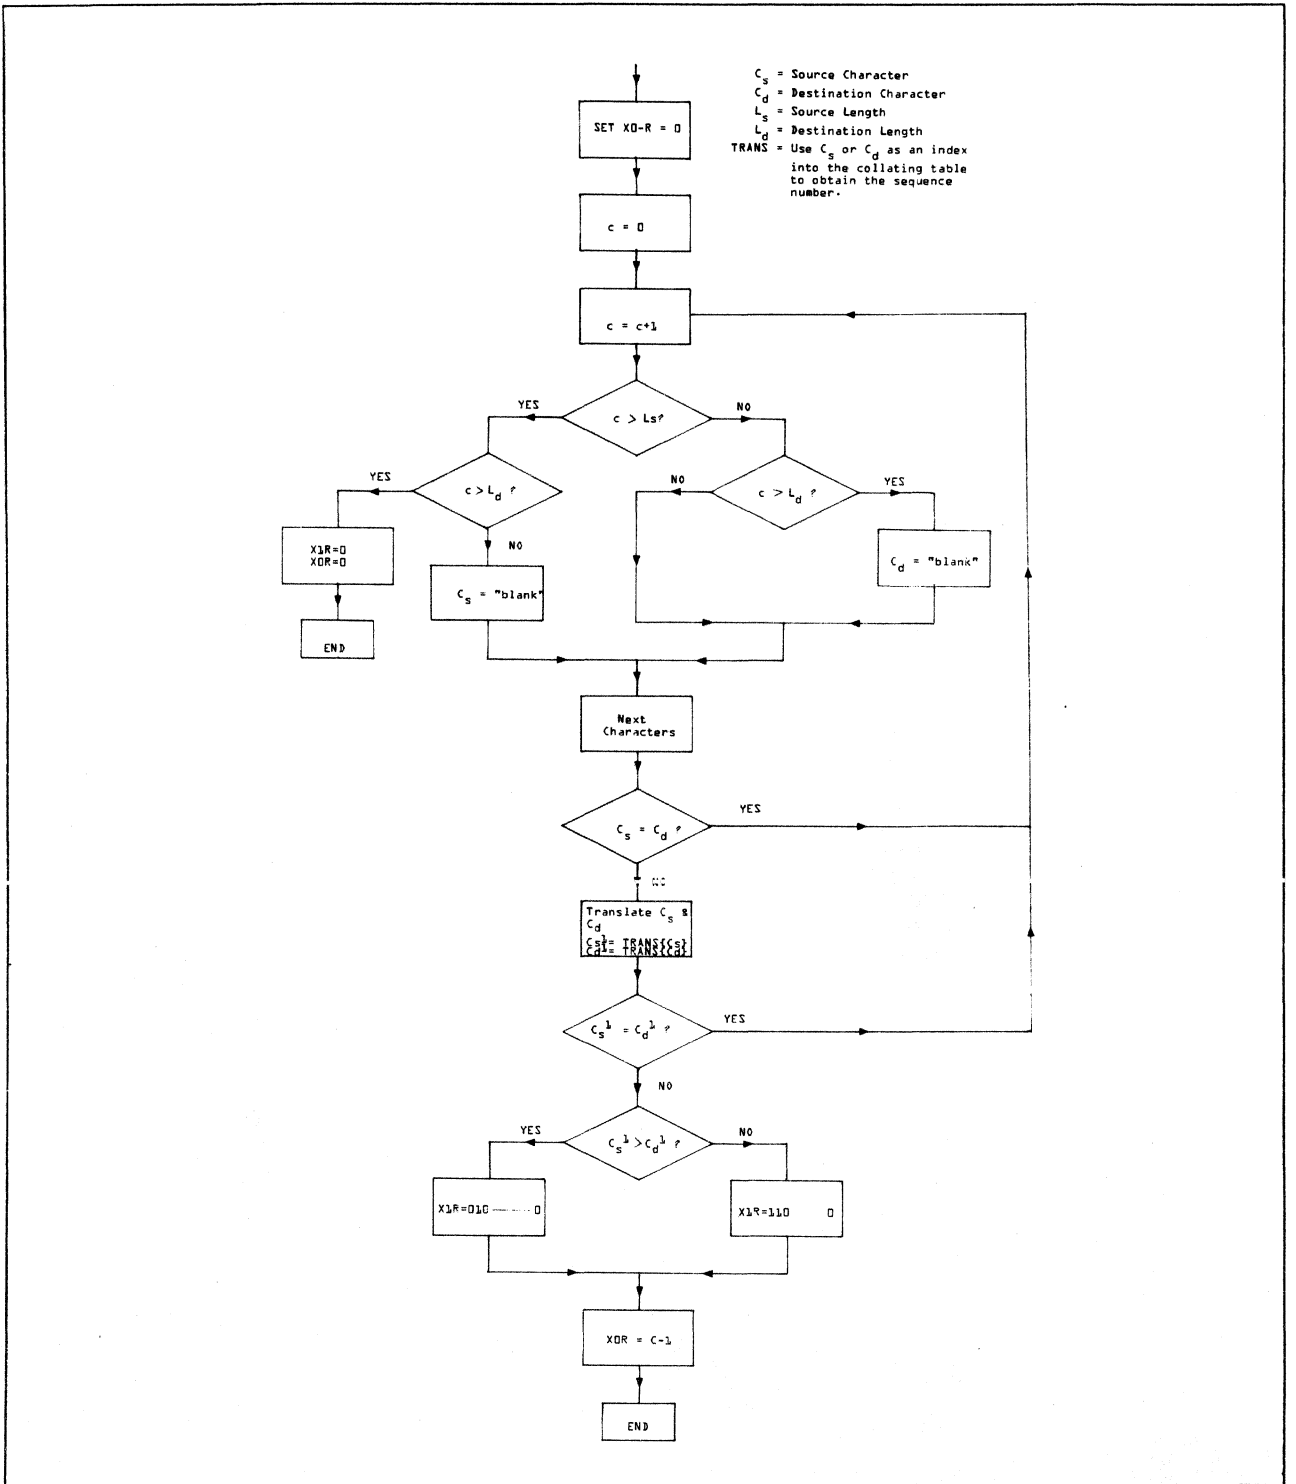 C_s = Source Character
C_d = Destination Character
L_s = Source Length
L_d = Destination Length
TRANS = Use C_s or C_d as an index
into the collating table
to obtain the sequence
number.
SET X0-R = 0
c = 0
c = c+1
c > Ls?
YES
NO
c > L_d ?
YES
NO
c > L_d ?
NO
YES
X1R=0
X0R=0
END
C_s = "blank"
C_d = "blank"
Next
Characters
C_s = C_d ?
YES
NO
Translate C_s &
C_d
Cs1= TRANS{Cs}
Cd1= TRANS{Cd}
C_s^1 = C_d^1 ?
YES
NO
C_s^1 > C_d^1 ?
YES
NO
X1R=010 ——— 0
X1R=110 0
X0R = C-1
END